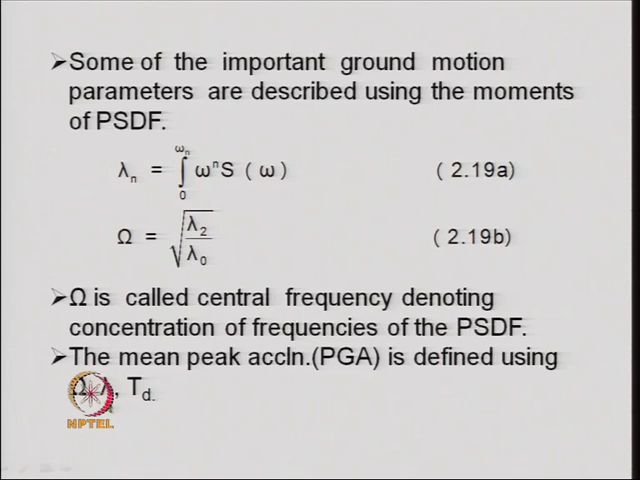 ➢Some of the important ground motion
parameters are described using the moments
of PSDF.
λn = ∫0^ωn ω^n S ( ω ) ( 2.19a)
Ω = √(λ2/λ0) ( 2.19b)
➢Ω is called central frequency denoting
concentration of frequencies of the PSDF.
➢The mean peak accln.(PGA) is defined using
Td.
NPTEL